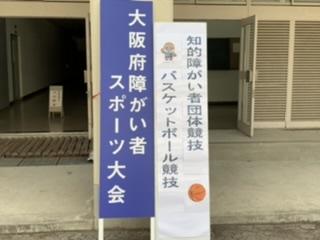 大阪府障がい者
スポーツ大会
知的障がい者団体競技
バスケットボール競技